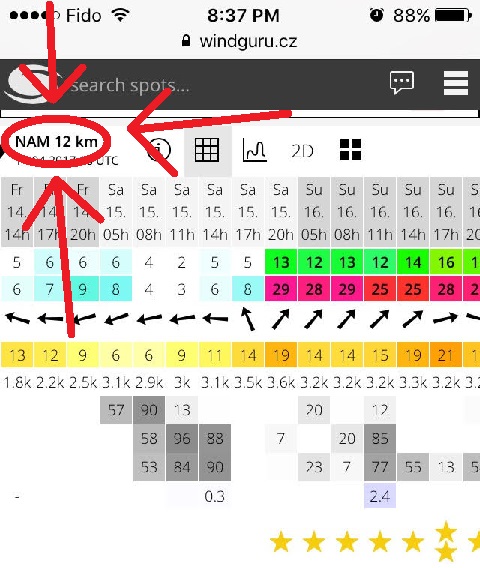 Fido 8:37 PM 88%
windguru.cz
search spots...
NAM 12 km
UTC
2D
Fr Fr Sa Sa Sa Sa Sa Sa Su Su Su Su Su Su
14. 14. 14. 15. 15. 15. 15. 15. 15. 16. 16. 16. 16. 16. 16.
14h 17h 20h 05h 08h 11h 14h 17h 20h 05h 08h 11h 14h 17h 20
5 6 6 6 4 2 5 5 13 12 13 12 14 16
6 7 9 8 4 3 6 8 29 28 29 25 25 28 2
13 12 9 6 6 9 11 14 19 14 14 15 19 21
1.8k 2.2k 2.5k 3.1k 2.9k 3k 3.1k 3.5k 3.6k 3.2k 3.2k 3.2k 3.3k 3.2k
57 90 13 20 12
58 96 88 7 20 85
53 84 90 23 7 77 55 13 5
- 0.3 2.4